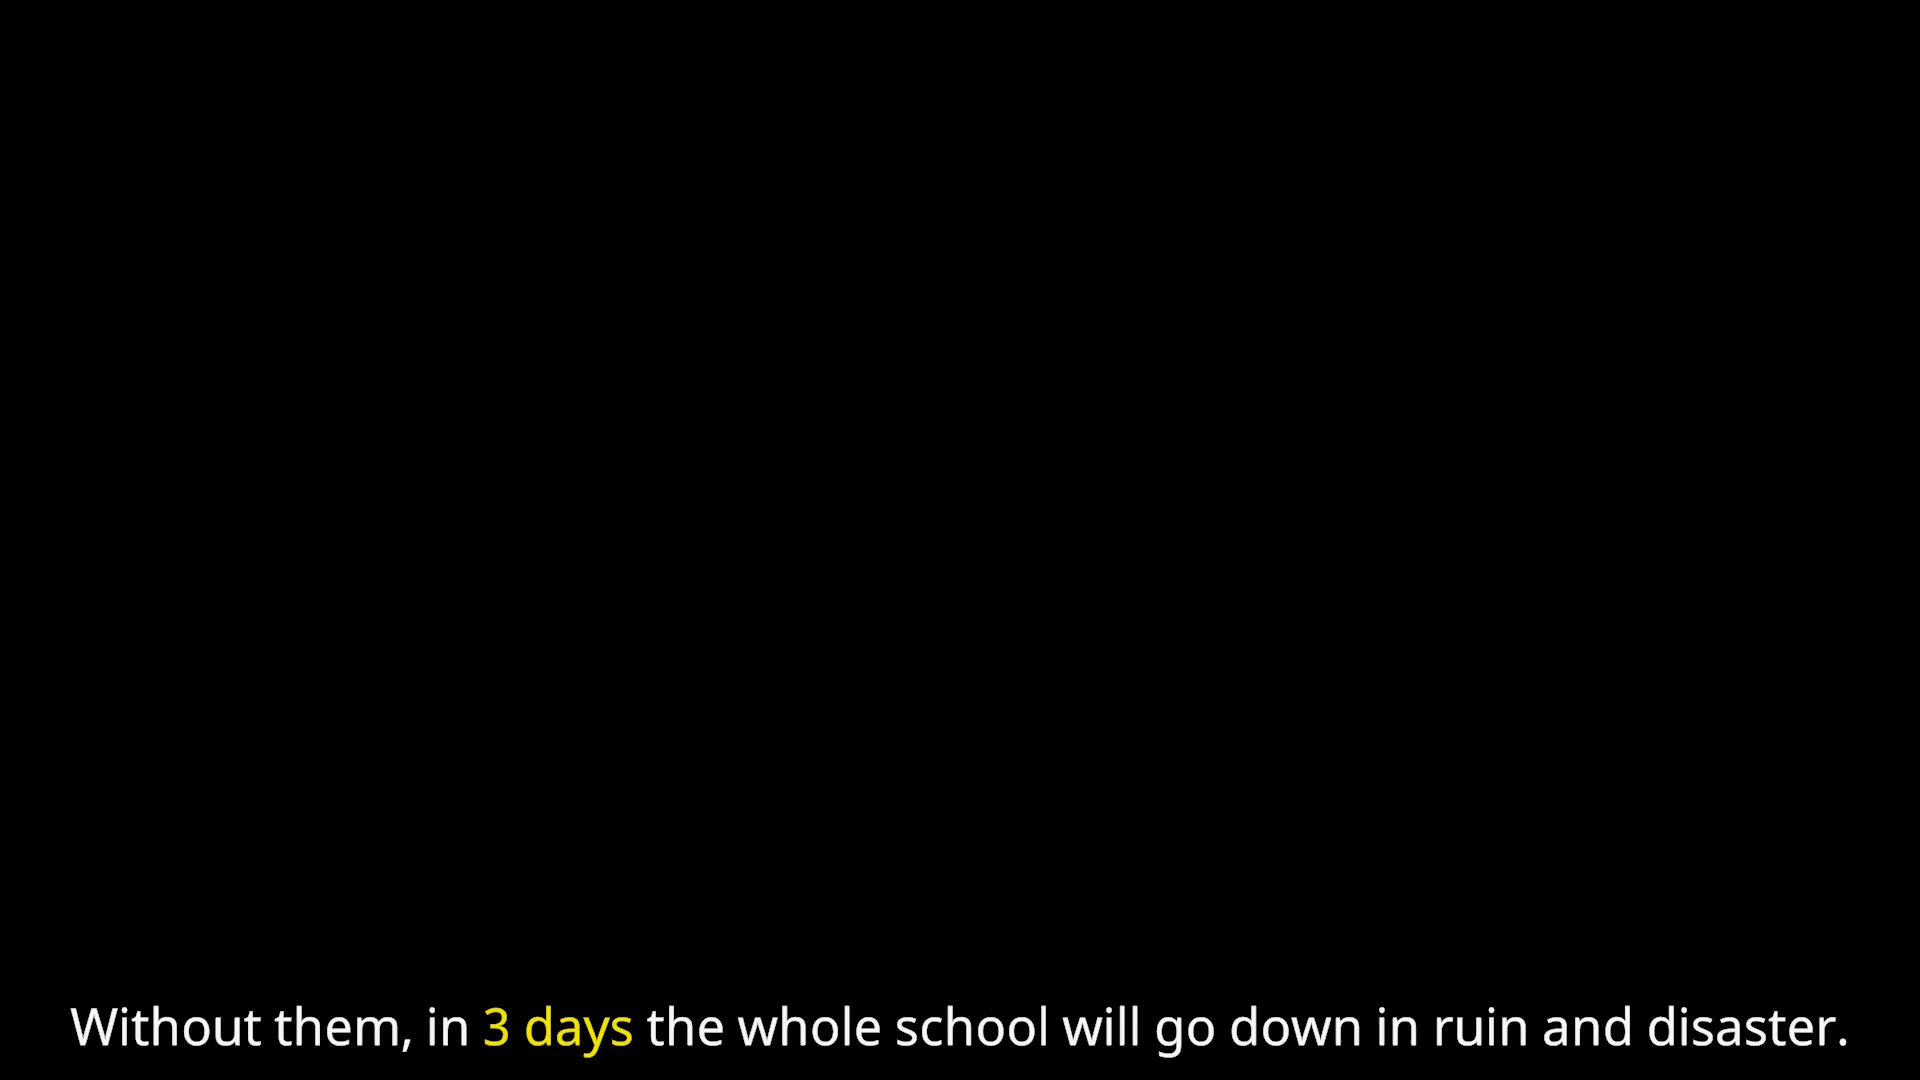 Without them, in 3 days the whole school will go down in ruin and disaster.